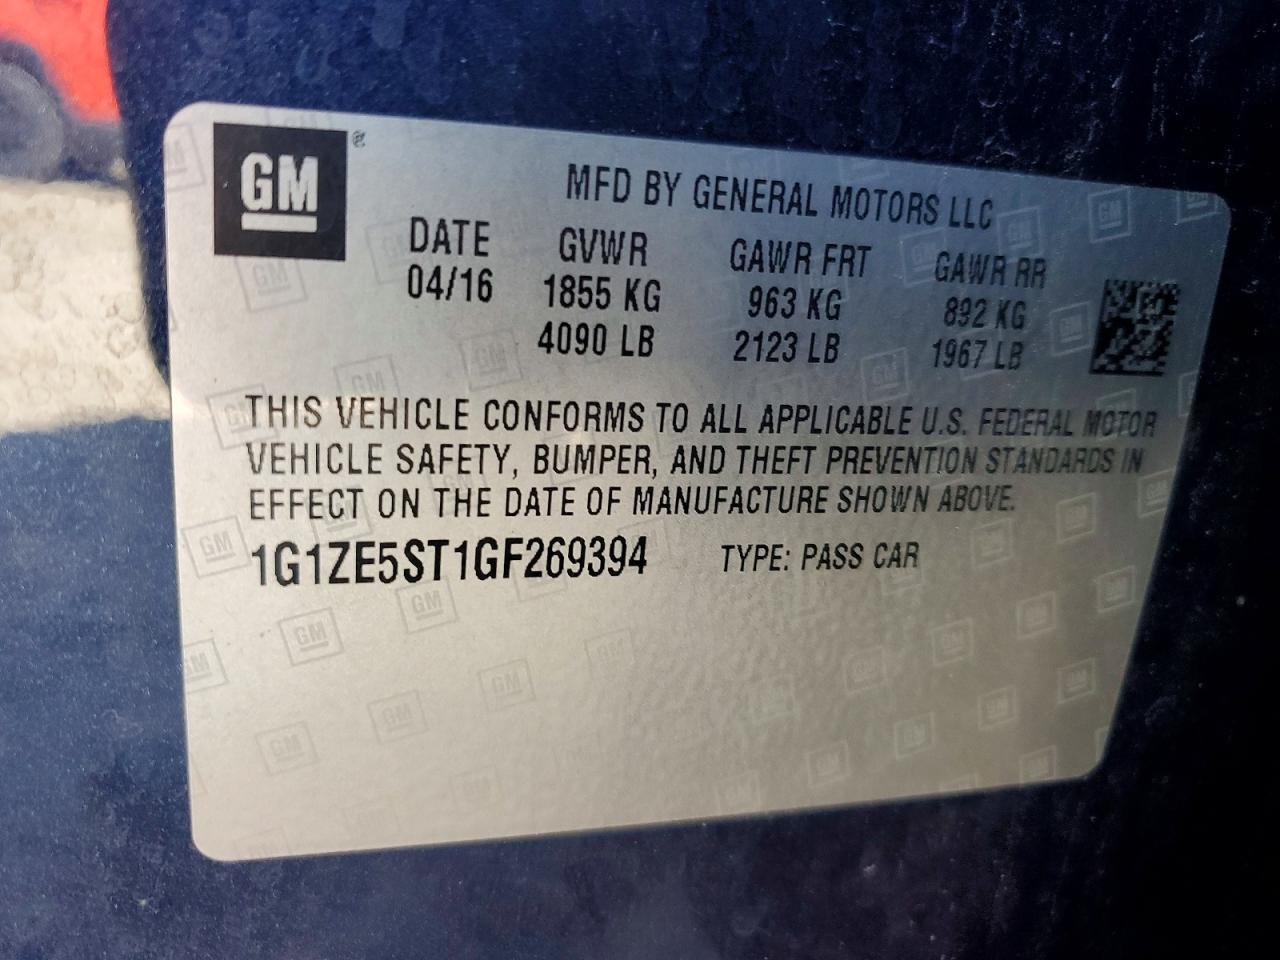 GM
MFD BY GENERAL MOTORS LLC
DATE GVWR GAWR FRT GAWR RR
04/16 1855 KG 963 KG 892 KG
4090 LB 2123 LB 1967 LB
THIS VEHICLE CONFORMS TO ALL APPLICABLE U.S. FEDERAL MOTOR
VEHICLE SAFETY, BUMPER, AND THEFT PREVENTION STANDARDS IN
EFFECT ON THE DATE OF MANUFACTURE SHOWN ABOVE.
1G1ZE5ST1GF269394 TYPE: PASS CAR